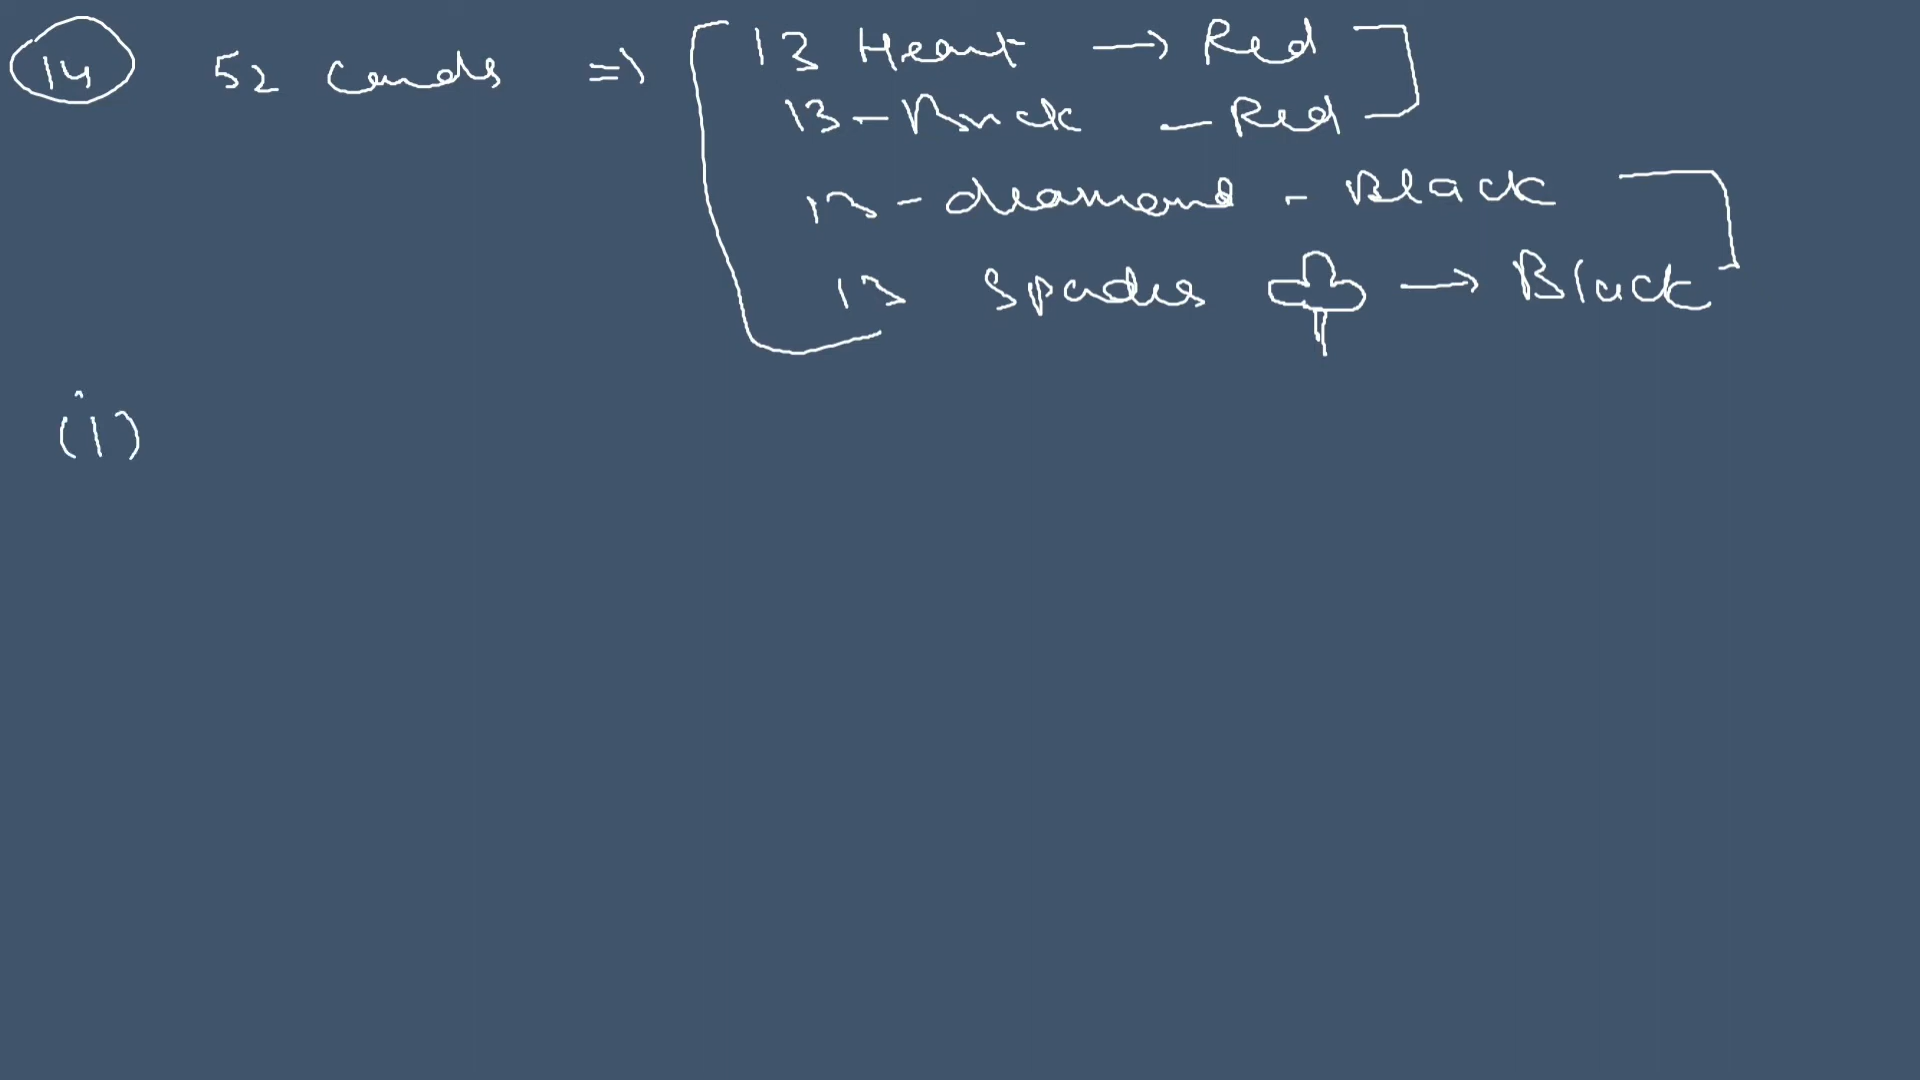 14 52 Cards => 13 Heart → Red
13 - Brick - Red
13 - diamond - Black
13 Spades → Black
(i)